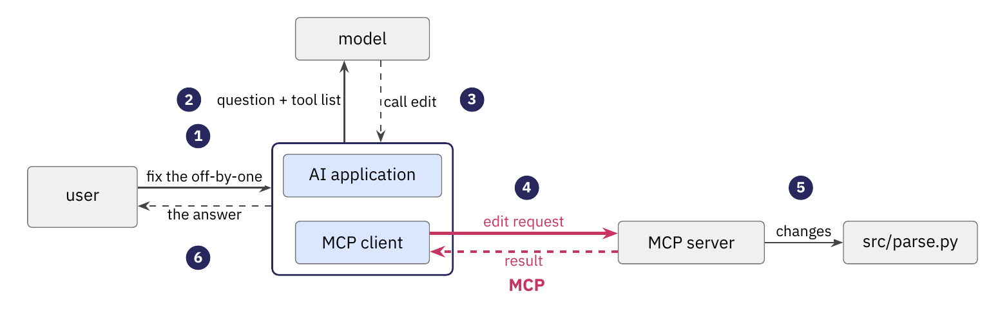 model
2
question + tool list
call edit
3
1
AI application
fix the off-by-one
user
the answer
4
5
edit request
MCP client
MCP server
changes
src/parse.py
result
6
MCP